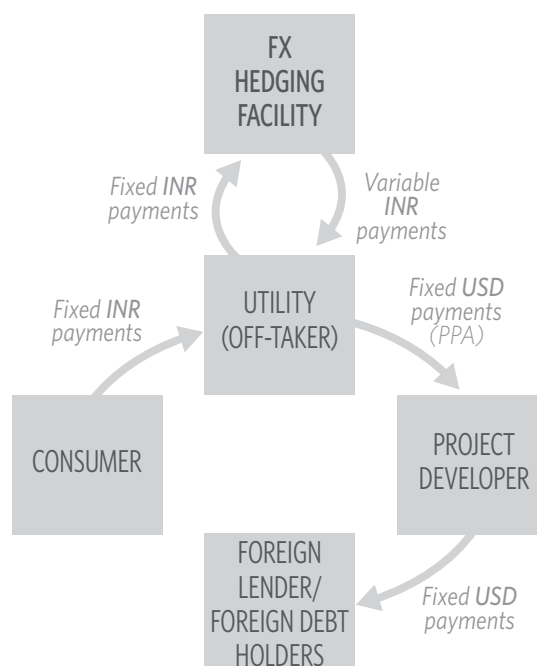 FX
HEDGING
FACILITY
Fixed INR
payments
Variable
INR
payments
UTILITY
(OFF-TAKER)
Fixed INR
payments
Fixed USD
payments
(PPA)
CONSUMER
PROJECT
DEVELOPER
FOREIGN
LENDER/
FOREIGN DEBT
HOLDERS
Fixed USD
payments